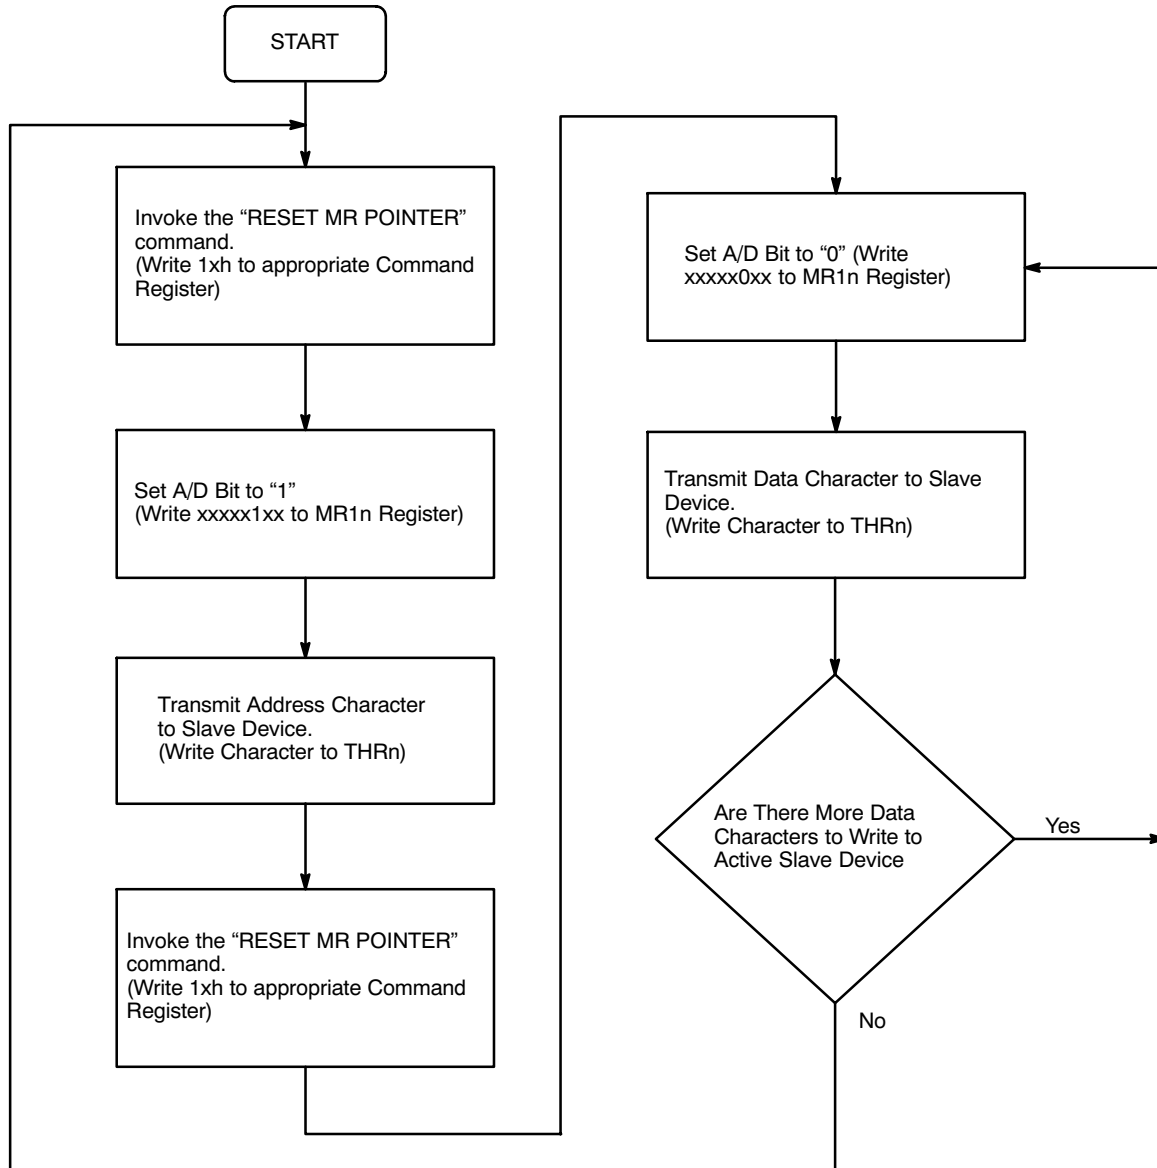 START
Invoke the “RESET MR POINTER”
command.
(Write 1xh to appropriate Command
Register)
Set A/D Bit to “1”
(Write xxxxx1xx to MR1n Register)
Transmit Address Character
to Slave Device.
(Write Character to THRn)
Invoke the “RESET MR POINTER”
command.
(Write 1xh to appropriate Command
Register)
Set A/D Bit to “0” (Write
xxxxx0xx to MR1n Register)
Transmit Data Character to Slave
Device.
(Write Character to THRn)
Are There More Data
Characters to Write to
Active Slave Device
Yes
No